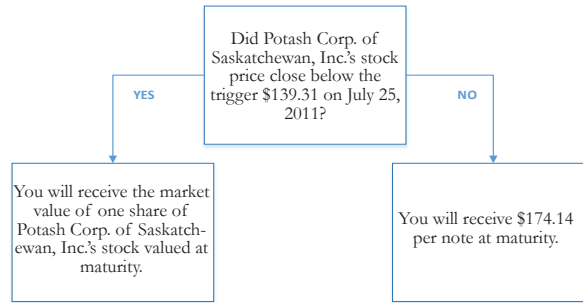 Did Potash Corp. of
Saskatchewan, Inc.'s stock
price close below the
trigger $139.31 on July 25,
2011?
YES
NO
You will receive the market
value of one share of
Potash Corp. of Saskatch-
ewan, Inc.'s stock valued at
maturity.
You will receive $174.14
per note at maturity.